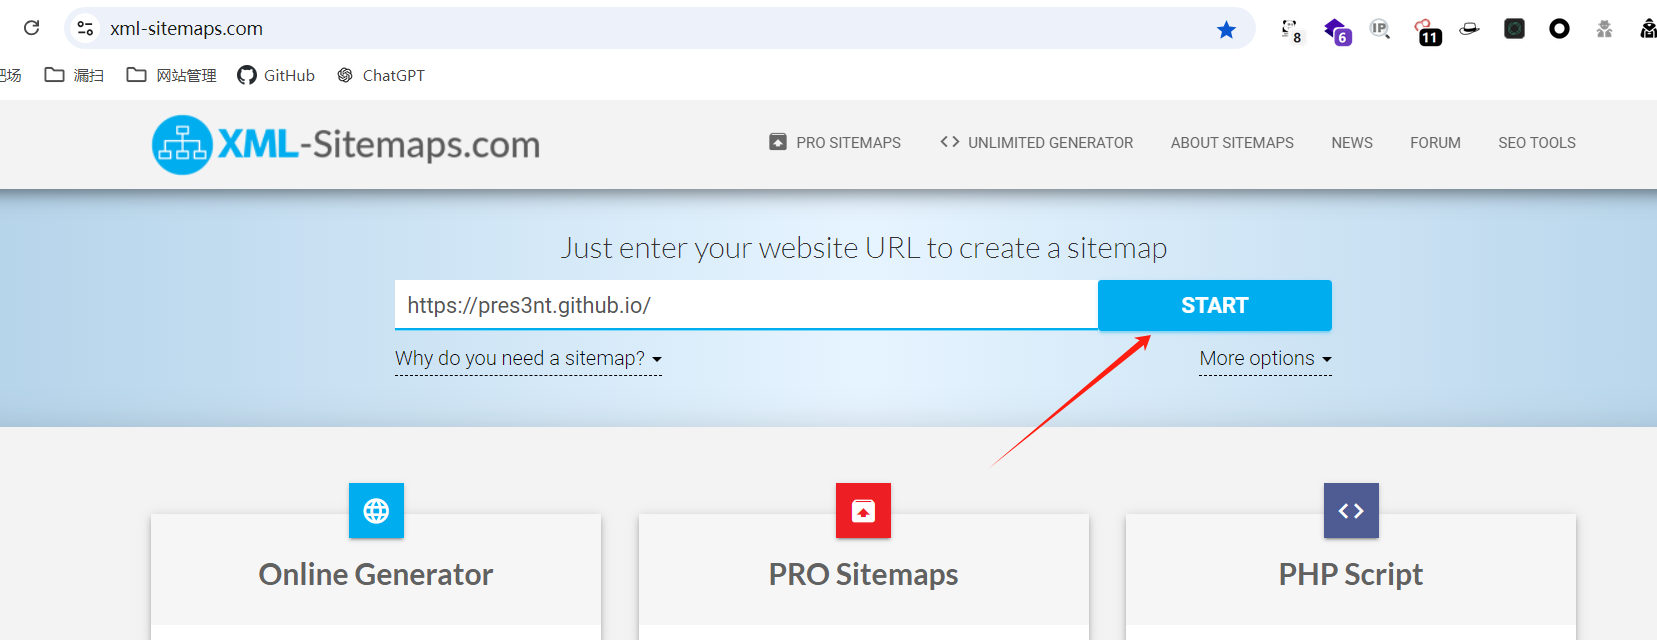 xml-sitemaps.com
8
6
IP
11
漏扫
网站管理
GitHub
ChatGPT
XML-Sitemaps.com
PRO SITEMAPS
UNLIMITED GENERATOR
ABOUT SITEMAPS
NEWS
FORUM
SEO TOOLS
Just enter your website URL to create a sitemap
https://pres3nt.github.io/
START
Why do you need a sitemap?
More options
Online Generator
PRO Sitemaps
PHP Script